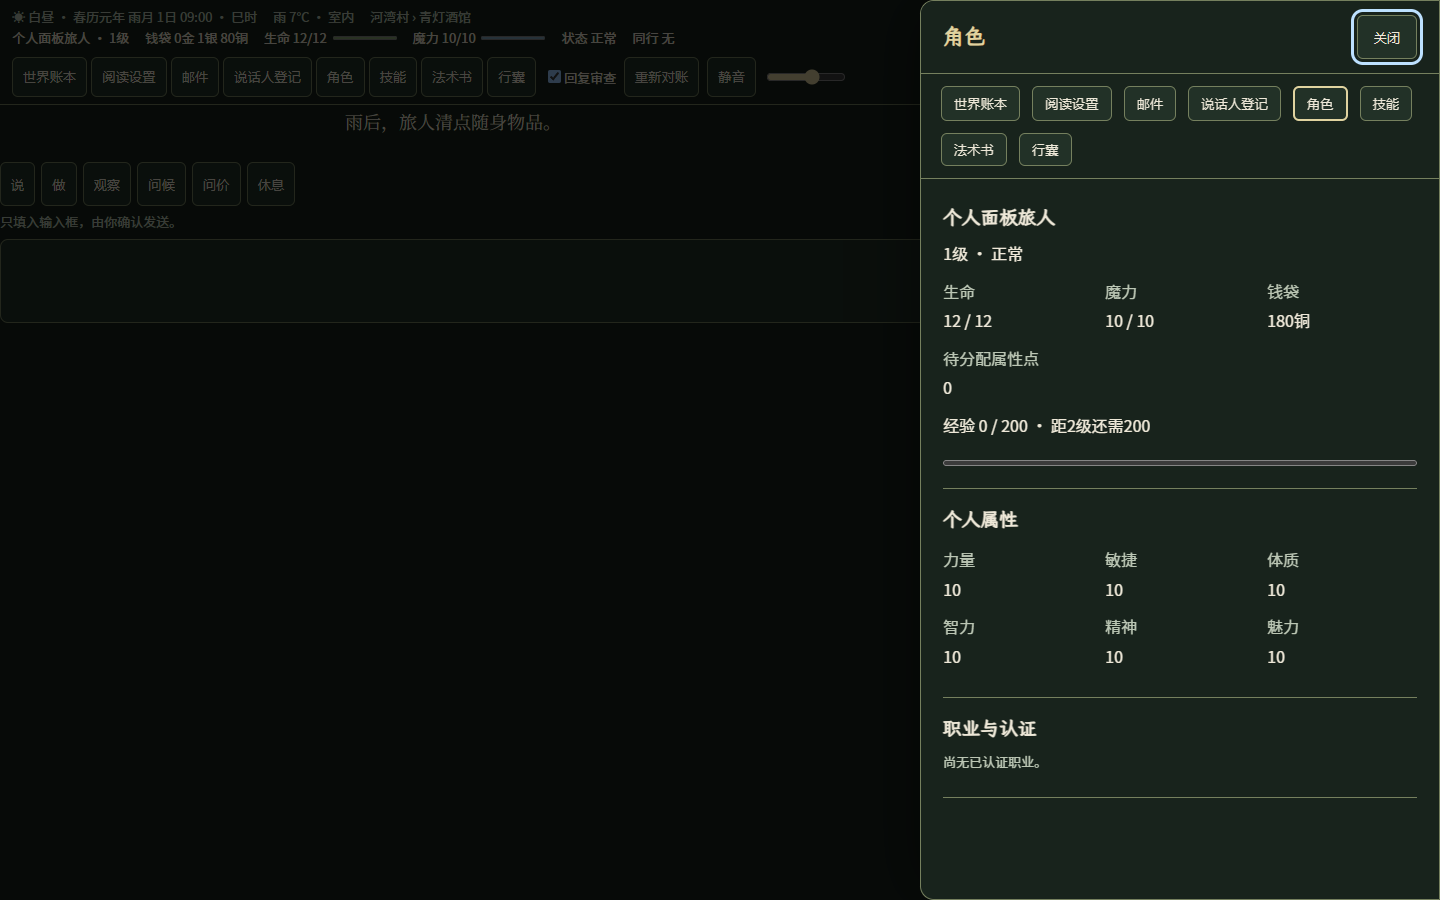 ☀ 白昼 · 春历元年 雨月 1日 09:00 · 巳时 雨 7°C · 室内 河湾村 › 青灯酒馆
个人面板旅人 · 1级 钱袋 0金 1银 80铜 生命 12/12 魔力 10/10 状态 正常 同行 无
世界账本 阅读设置 邮件 说话人登记 角色 技能 法术书 行囊 回复审查 重新对账 静音
雨后，旅人清点随身物品。
说 做 观察 问候 问价 休息
只填入输入框，由你确认发送。
角色 关闭
世界账本 阅读设置 邮件 说话人登记 角色 技能
法术书 行囊
个人面板旅人
1级 · 正常
生命 魔力 钱袋
12 / 12 10 / 10 180铜
待分配属性点
0
经验 0 / 200 · 距2级还需200
个人属性
力量 敏捷 体质
10 10 10
智力 精神 魅力
10 10 10
职业与认证
尚无已认证职业。